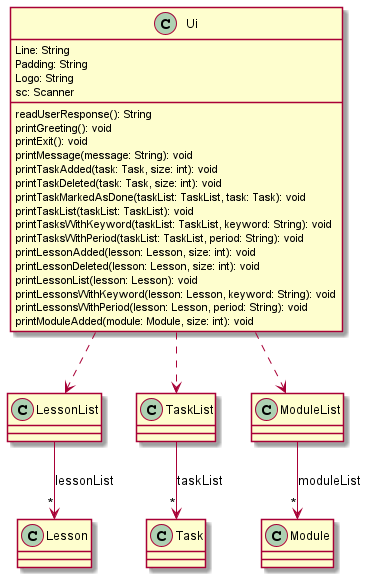 C Ui
Line: String
Padding: String
Logo: String
sc: Scanner
readUserResponse(): String
printGreeting(): void
printExit(): void
printMessage(message: String): void
printTaskAdded(task: Task, size: int): void
printTaskDeleted(task: Task, size: int): void
printTaskMarkedAsDone(taskList: TaskList, task: Task): void
printTaskList(taskList: TaskList): void
printTasksWithKeyword(taskList: TaskList, keyword: String): void
printTasksWithPeriod(taskList: TaskList, period: String): void
printLessonAdded(lesson: Lesson, size: int): void
printLessonDeleted(lesson: Lesson, size: int): void
printLessonList(lesson: Lesson): void
printLessonsWithKeyword(lesson: Lesson, keyword: String): void
printLessonsWithPeriod(lesson: Lesson, period: String): void
printModuleAdded(module: Module, size: int): void
C LessonList C TaskList C ModuleList
lessonList taskList moduleList
* * *
C Lesson C Task C Module